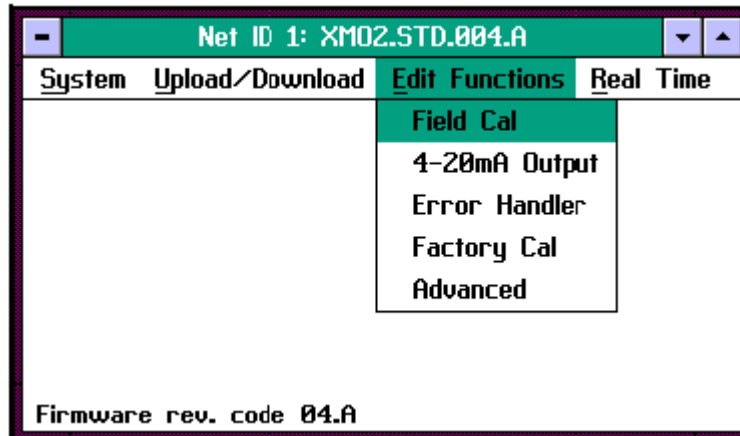 Net ID 1: XMO2.STD.004.A
System Upload/Download Edit Functions Real Time
Field Cal
4-20mA Output
Error Handler
Factory Cal
Advanced
Firmware rev. code 04.A